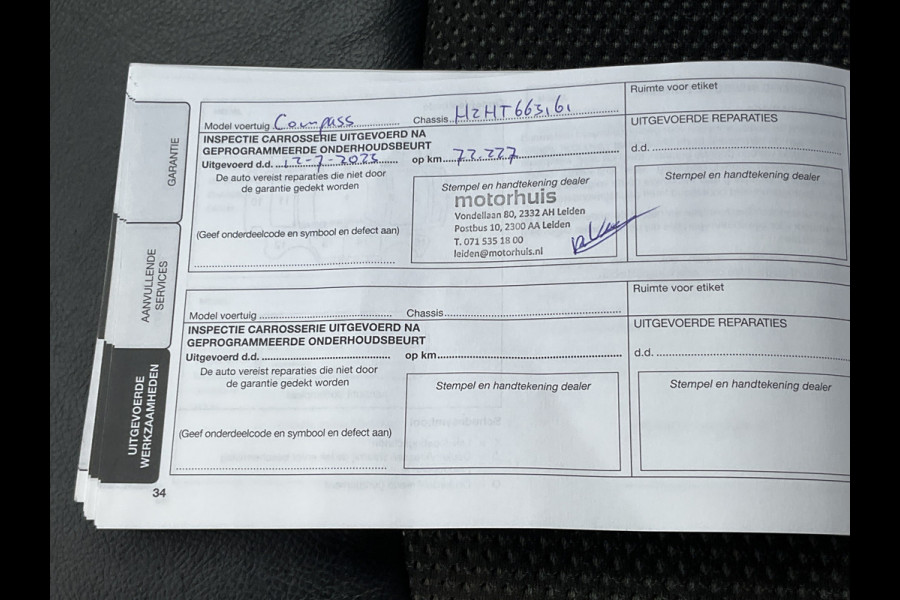 GARANTIE
AANVULLENDE
SERVICES
UITGEVOERDE
WERKZAAMHEDEN
Model voertuig Compass Chassis HZHT663,6,
INSPECTIE CARROSSERIE UITGEVOERD NA
GEPROGRAMMEERDE ONDERHOUDSBEURT
Uitgevoerd d.d. 12-7-2023 op km 72.227
De auto vereist reparaties die niet door
de garantie gedekt worden
(Geef onderdeelcode en symbool en defect aan)
Stempel en handtekening dealer
motorhuis
Vondellaan 80, 2332 AH Leiden
Postbus 10, 2300 AA Leiden
T. 071 535 18 00
leiden@motorhuis.nl
Ruimte voor etiket
UITGEVOERDE REPARATIES
d.d.
Stempel en handtekening dealer
Model voertuig Chassis
INSPECTIE CARROSSERIE UITGEVOERD NA
GEPROGRAMMEERDE ONDERHOUDSBEURT
Uitgevoerd d.d. op km
De auto vereist reparaties die niet door
de garantie gedekt worden
(Geef onderdeelcode en symbool en defect aan)
Stempel en handtekening dealer
Ruimte voor etiket
UITGEVOERDE REPARATIES
d.d.
Stempel en handtekening dealer
34